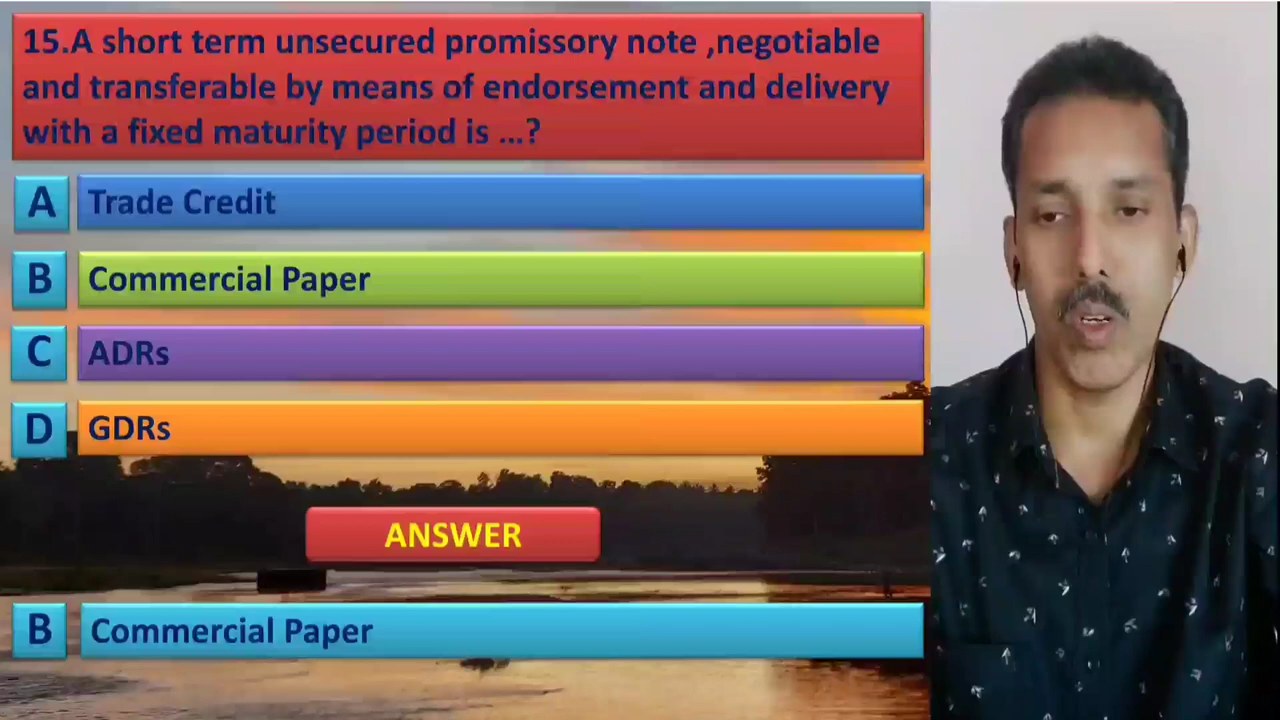 15.A short term unsecured promissory note ,negotiable
and transferable by means of endorsement and delivery
with a fixed maturity period is ...?
A Trade Credit
B Commercial Paper
C ADRs
D GDRs
ANSWER
B Commercial Paper